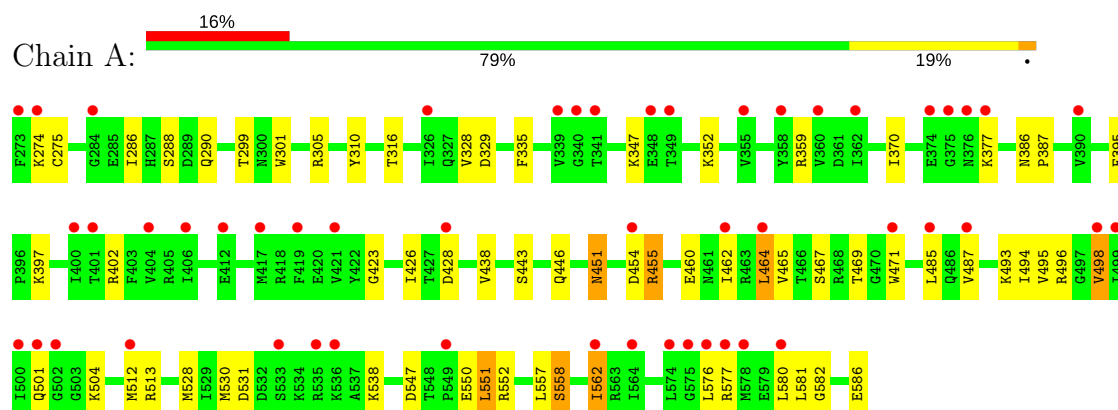 16%
Chain A:
79% 19% •
F273 K274 C275 G284 E285 I286 H287 S288 D289 Q290 T299 N300 W301 R305 Y310 T316 I326 Q327 V328 D329 F335 V339 G340 T341 K347 E348 T349 K352 V355 Y358 R359 V360 D361 I362 I370 E374 G375 N376 K377 N386 P387 V390
P396 K397 I400 T401 R402 F403 V404 R405 I406 E412 M417 R418 F419 E420 V421 Y422 G423 I426 T427 D428 V438 S443 Q446 N451 D454 R455 E460 N461 I462 R463 L464 V465 T466 S467 R468 T469 G470 W471 L485 Q486 V487 K493 I494 V495 R496 G497 V498 I499
I500 Q501 G502 G503 K504 M512 R513 M528 I529 M530 D531 D532 S533 K534 R535 K536 A537 K538 D547 T548 P549 E550 L551 R552 L557 S558 I562 R563 I564 L574 G575 L576 R577 M578 E579 L580 L581 G582 E586